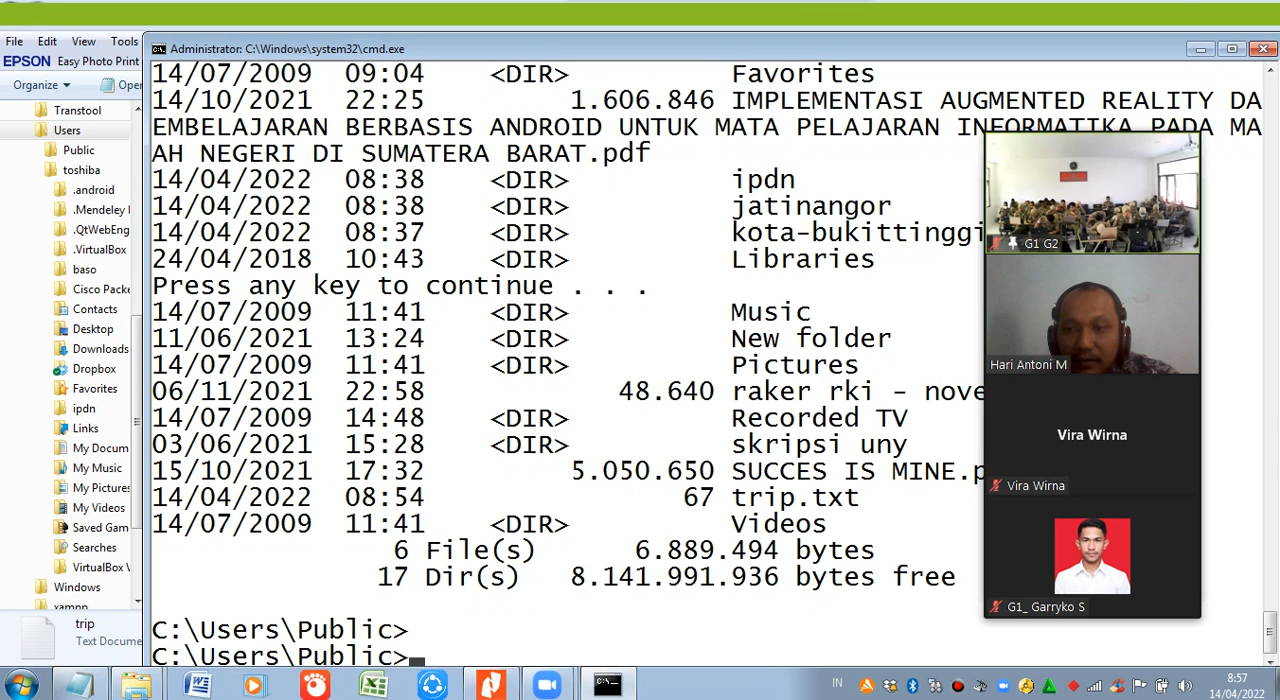 File Edit View Tools
EPSON Easy Photo Print
Organize Open
Transtool
Users
Public
toshiba
.android
.Mendeley
.QtWebEng
.VirtualBox
baso
Cisco Packe
Contacts
Desktop
Downloads
Dropbox
Favorites
ipdn
Links
My Docum
My Music
My Pictures
My Videos
Saved Gam
Searches
VirtualBox V
Windows
xampp
trip
Text Docume
Administrator: C:\Windows\system32\cmd.exe
14/07/2009 09:04 <DIR> Favorites
14/10/2021 22:25 1.606.846 IMPLEMENTASI AUGMENTED REALITY DA
EMBELAJARAN BERBASIS ANDROID UNTUK MATA PELAJARAN INFORMATIKA PADA MA
AH NEGERI DI SUMATERA BARAT.pdf
14/04/2022 08:38 <DIR> ipdn
14/04/2022 08:38 <DIR> jatinangor
14/04/2022 08:37 <DIR> kota-bukittinggi
24/04/2018 10:43 <DIR> Libraries
Press any key to continue . . .
14/07/2009 11:41 <DIR> Music
11/06/2021 13:24 <DIR> New folder
14/07/2009 11:41 <DIR> Pictures
06/11/2021 22:58 48.640 raker rki - nove
14/07/2009 14:48 <DIR> Recorded TV
03/06/2021 15:28 <DIR> skripsi uny
15/10/2021 17:32 5.050.650 SUCCES IS MINE.p
14/04/2022 08:54 67 trip.txt
14/07/2009 11:41 <DIR> Videos
6 File(s) 6.889.494 bytes
17 Dir(s) 8.141.991.936 bytes free
C:\Users\Public>
C:\Users\Public>
G1 G2
Hari Antoni M
Vira Wirna
Vira Wirna
G1_ Garryko S
IN
8:57
14/04/2022